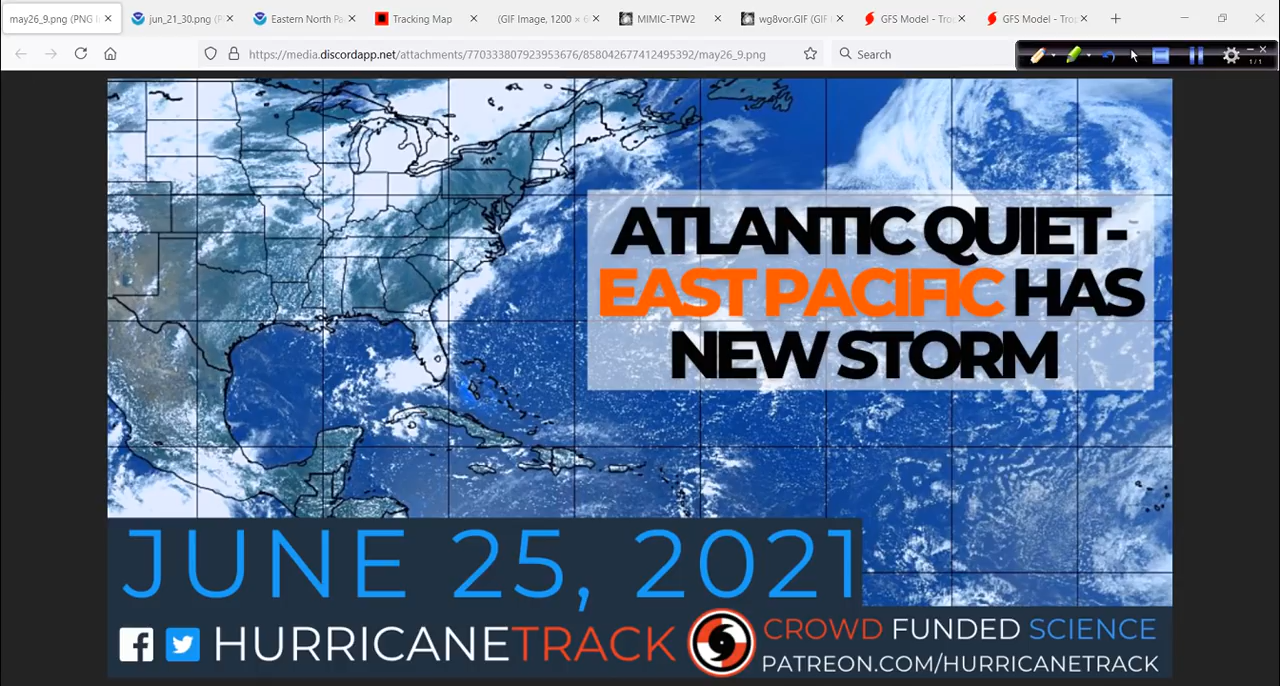 may26_9.png (PNG I
jun_21_30.png (P
Eastern North Pa
Tracking Map
(GIF Image, 1200 × 6
MIMIC-TPW2
wg8vor.GIF (GIF
GFS Model - Tro
GFS Model - Tro
https://media.discordapp.net/attachments/770333807923953676/858042677412495392/may26_9.png
Search
1/1
ATLANTIC QUIET-
EAST PACIFIC HAS
NEW STORM
JUNE 25, 2021
HURRICANETRACK
CROWD FUNDED SCIENCE
PATREON.COM/HURRICANETRACK